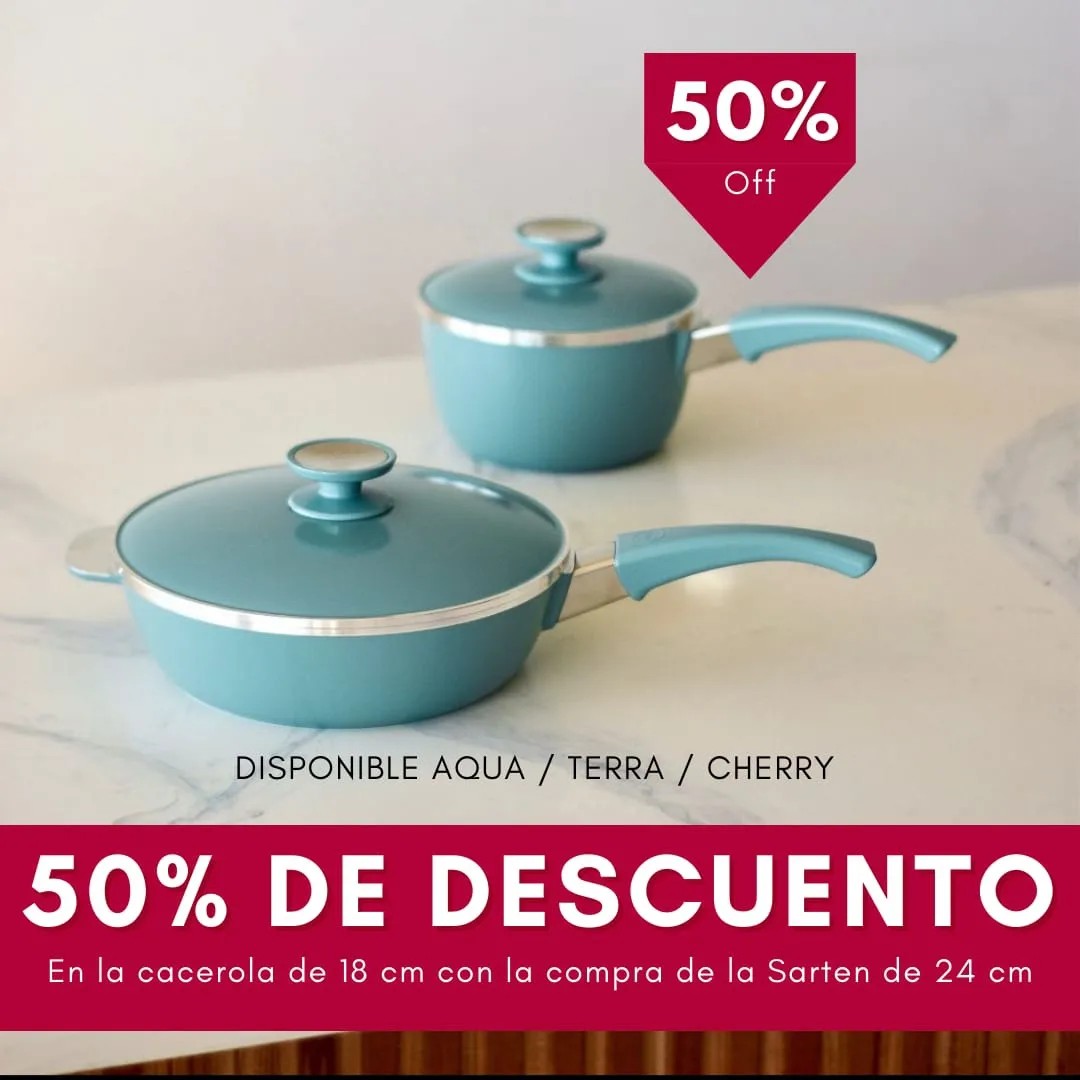 50%
Off
DISPONIBLE AQUA / TERRA / CHERRY
50% DE DESCUENTO
En la cacerola de 18 cm con la compra de la Sarten de 24 cm